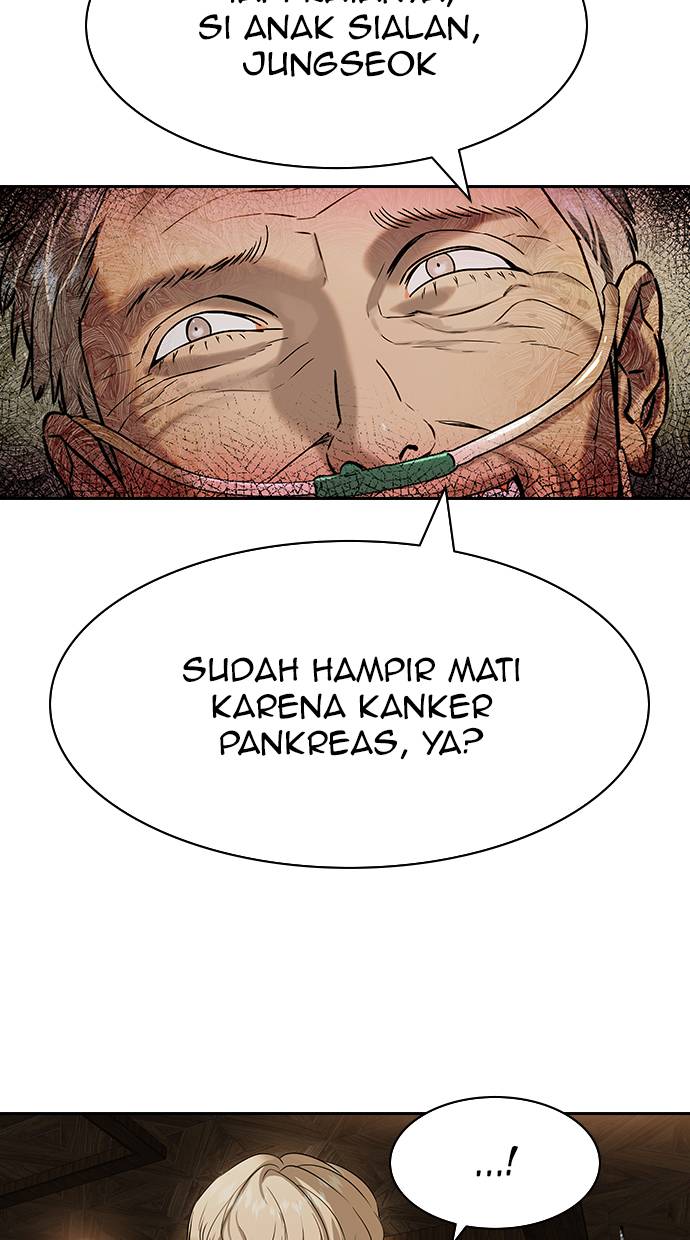 SI ANAK SIALAN,
JUNGSEOK
SUDAH HAMPIR MATI
KARENA KANKER
PANKREAS, YA?
...!